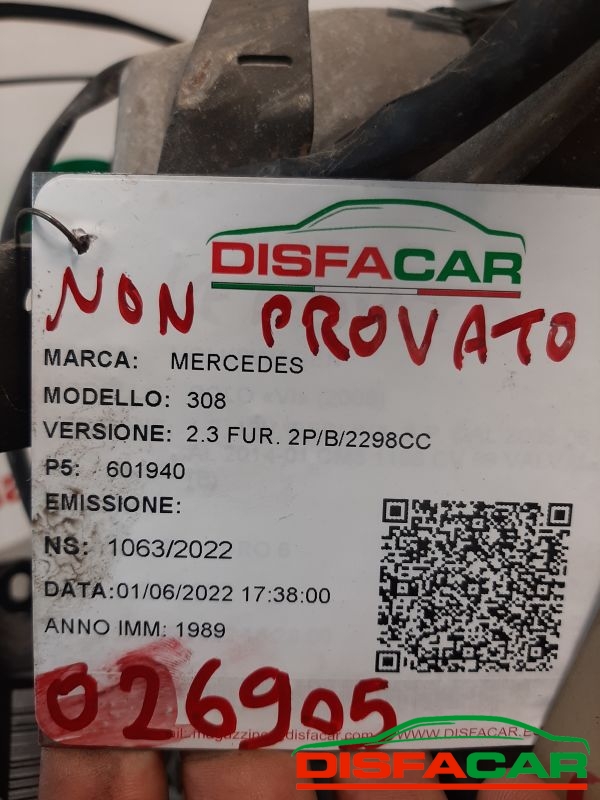 DISFACAR
NON PROVATO
MARCA: MERCEDES
MODELLO: 308
VERSIONE: 2.3 FUR. 2P/B/2298CC
P5: 601940
EMISSIONE:
NS: 1063/2022
DATA:01/06/2022 17:38:00
ANNO IMM: 1989
026905
WWW.DISFACAR.E
DISFACAR